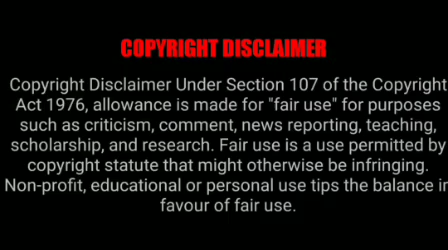 COPYRIGHT DISCLAIMER
Copyright Disclaimer Under Section 107 of the Copyright
Act 1976, allowance is made for "fair use" for purposes
such as criticism, comment, news reporting, teaching,
scholarship, and research. Fair use is a use permitted by
copyright statute that might otherwise be infringing.
Non-profit, educational or personal use tips the balance in
favour of fair use.